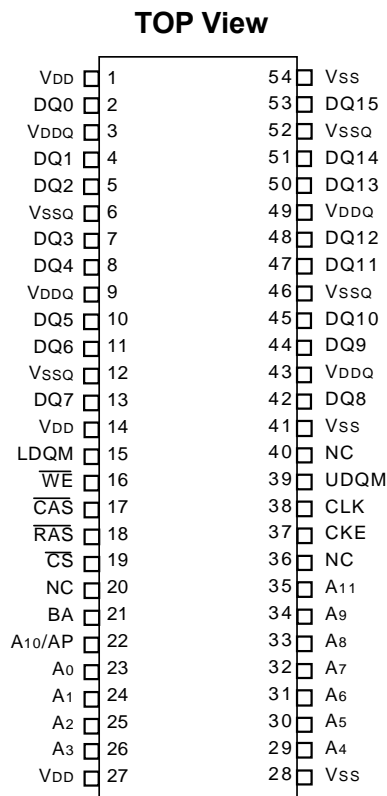 TOP View
VDD 1 54 VSS
DQ0 2 53 DQ15
VDDQ 3 52 VSSQ
DQ1 4 51 DQ14
DQ2 5 50 DQ13
VSSQ 6 49 VDDQ
DQ3 7 48 DQ12
DQ4 8 47 DQ11
VDDQ 9 46 VSSQ
DQ5 10 45 DQ10
DQ6 11 44 DQ9
VSSQ 12 43 VDDQ
DQ7 13 42 DQ8
VDD 14 41 VSS
LDQM 15 40 NC
W̅E̅ 16 39 UDQM
C̅A̅S̅ 17 38 CLK
R̅A̅S̅ 18 37 CKE
C̅S̅ 19 36 NC
NC 20 35 A11
BA 21 34 A9
A10/AP 22 33 A8
A0 23 32 A7
A1 24 31 A6
A2 25 30 A5
A3 26 29 A4
VDD 27 28 VSS